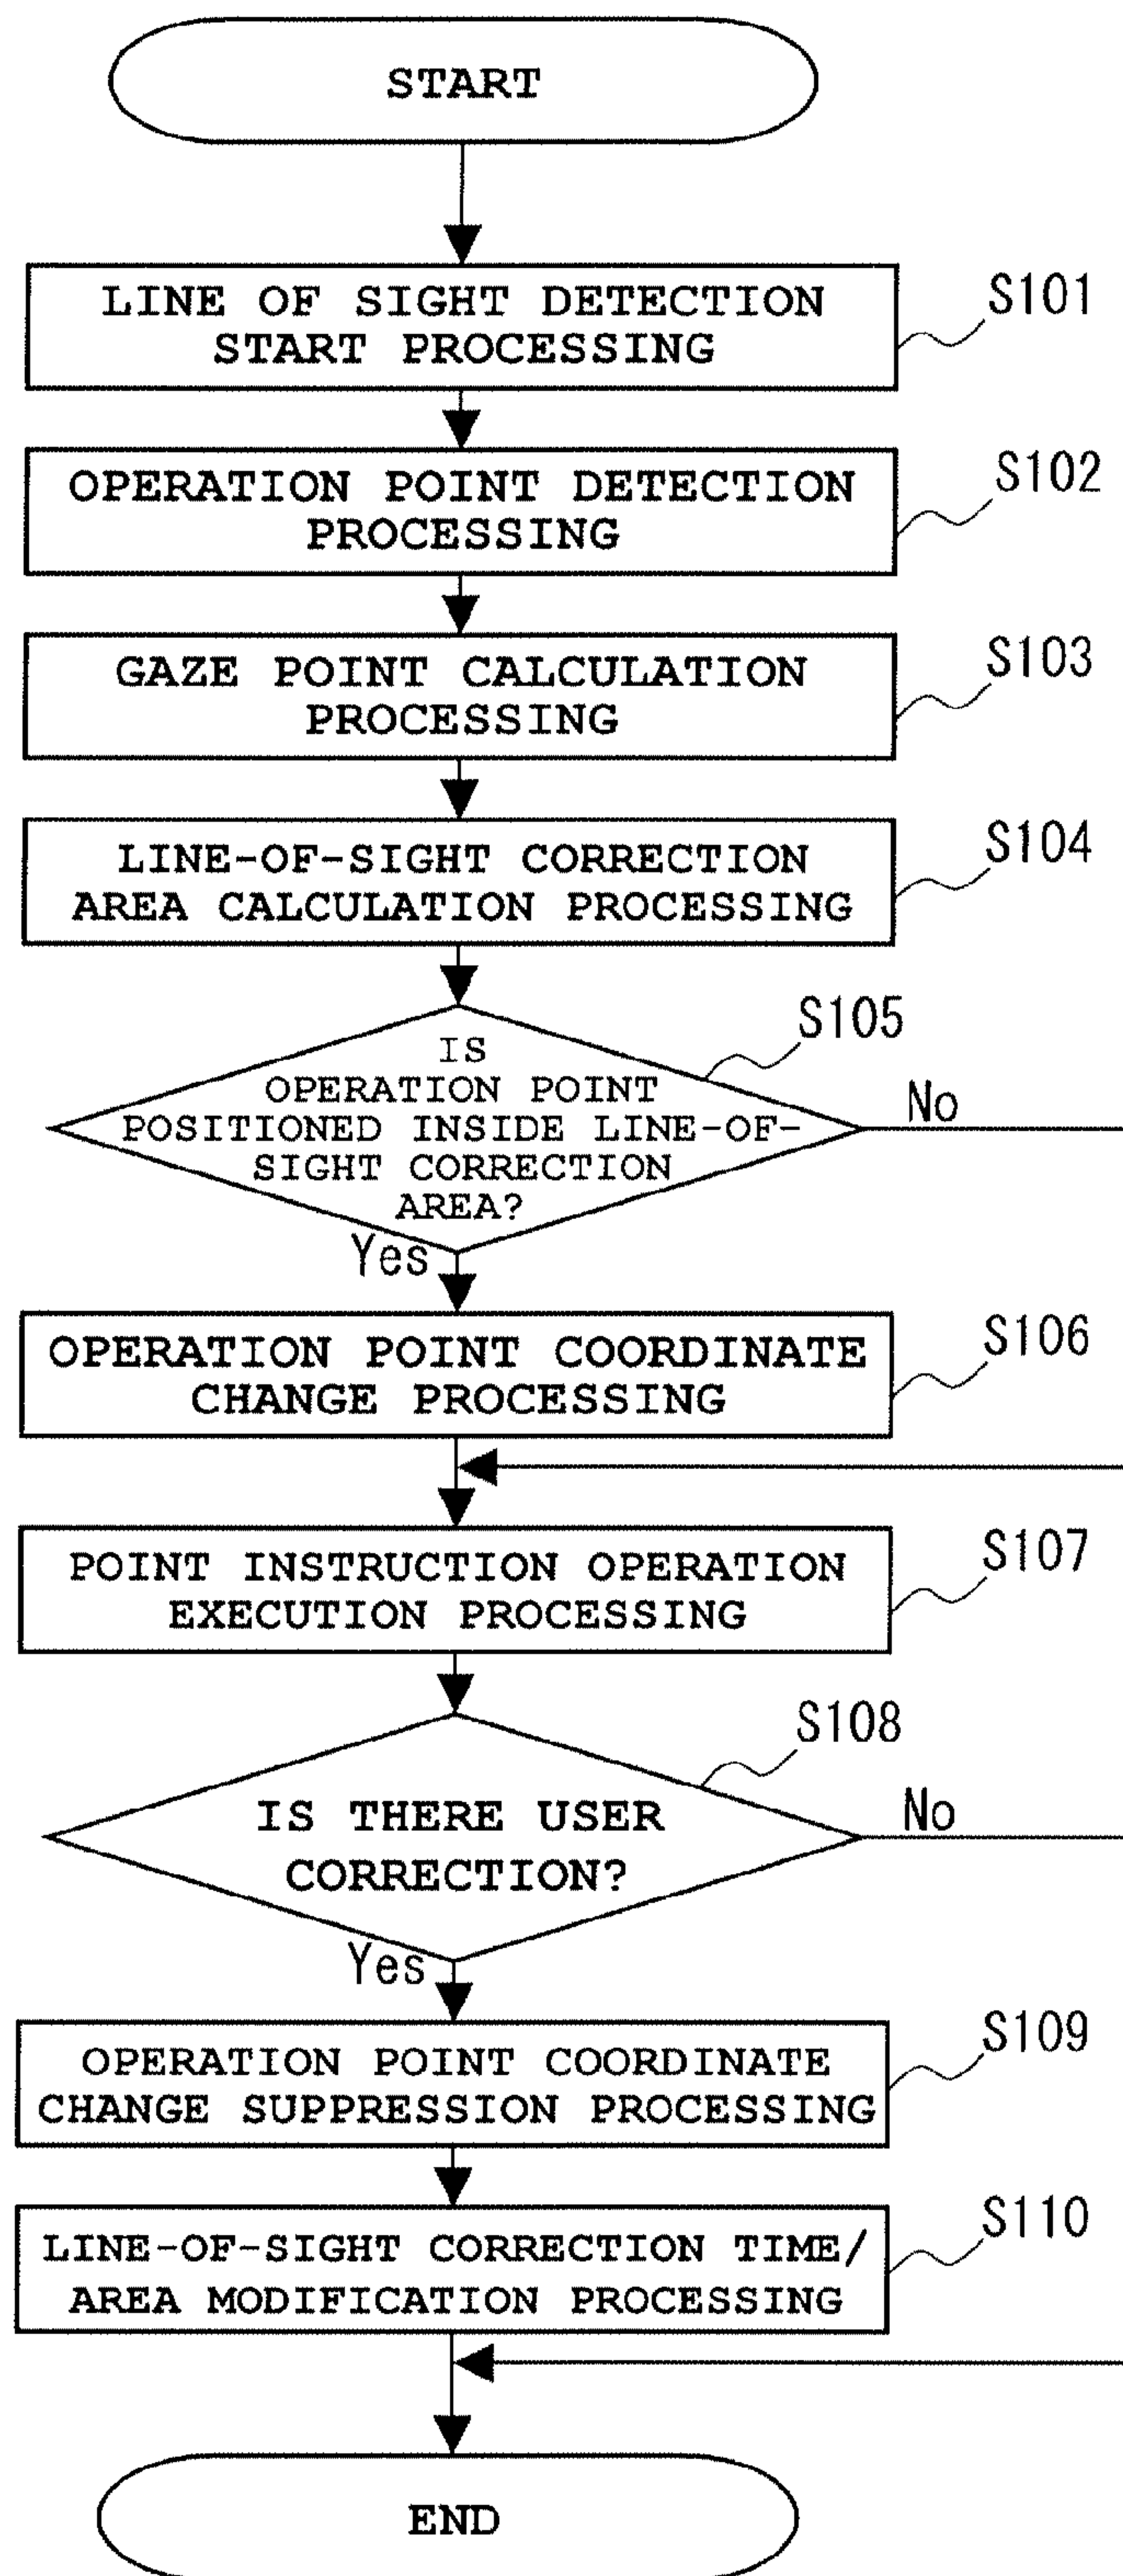 START
LINE OF SIGHT DETECTION
START PROCESSING
S101
OPERATION POINT DETECTION
PROCESSING
S102
GAZE POINT CALCULATION
PROCESSING
S103
LINE-OF-SIGHT CORRECTION
AREA CALCULATION PROCESSING
S104
IS
OPERATION POINT
POSITIONED INSIDE LINE-OF-
SIGHT CORRECTION
AREA?
S105
No
Yes
OPERATION POINT COORDINATE
CHANGE PROCESSING
S106
POINT INSTRUCTION OPERATION
EXECUTION PROCESSING
S107
IS THERE USER
CORRECTION?
S108
No
Yes
OPERATION POINT COORDINATE
CHANGE SUPPRESSION PROCESSING
S109
LINE-OF-SIGHT CORRECTION TIME/
AREA MODIFICATION PROCESSING
S110
END